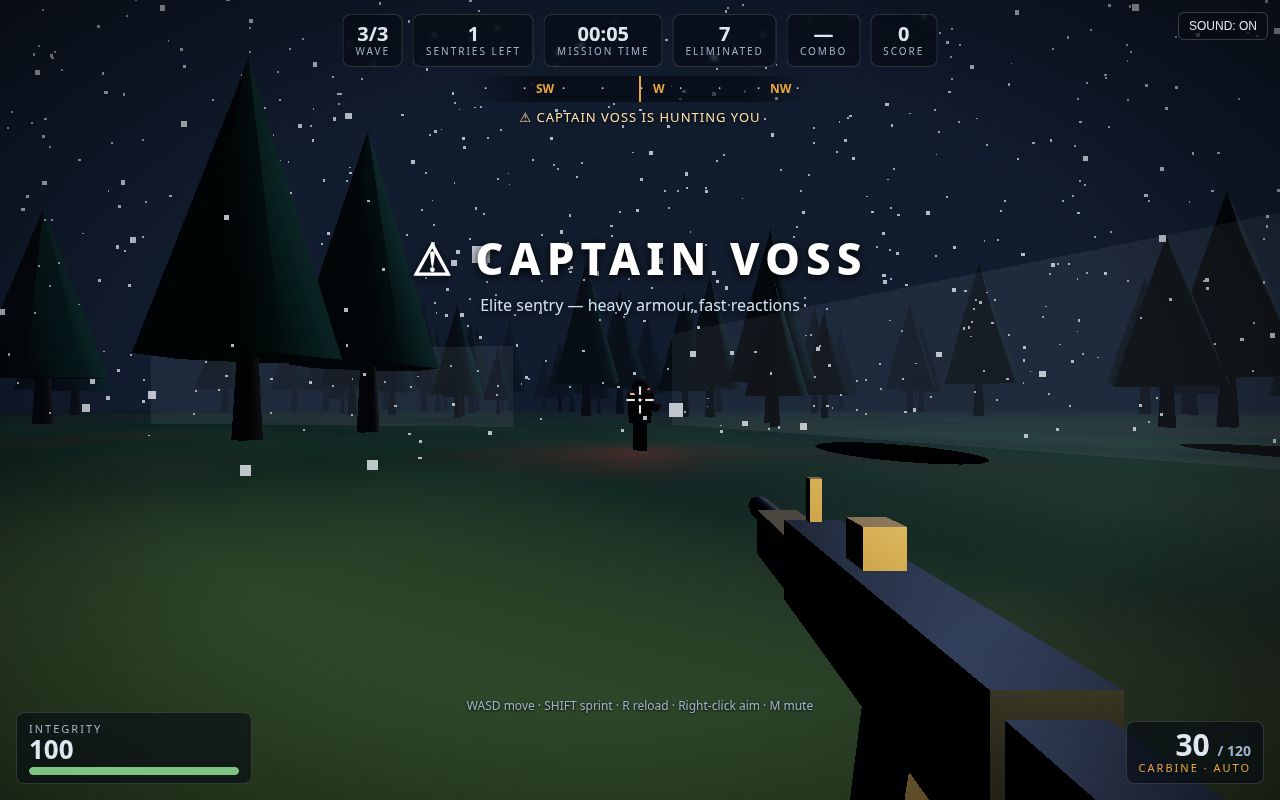 3/3
WAVE
1
SENTRIES LEFT
00:05
MISSION TIME
7
ELIMINATED
—
COMBO
0
SCORE
SOUND: ON
SW · W · NW
⚠ CAPTAIN VOSS IS HUNTING YOU
⚠ CAPTAIN VOSS
Elite sentry — heavy armour, fast reactions
WASD move · SHIFT sprint · R reload · Right-click aim · M mute
INTEGRITY
100
30 / 120
CARBINE · AUTO